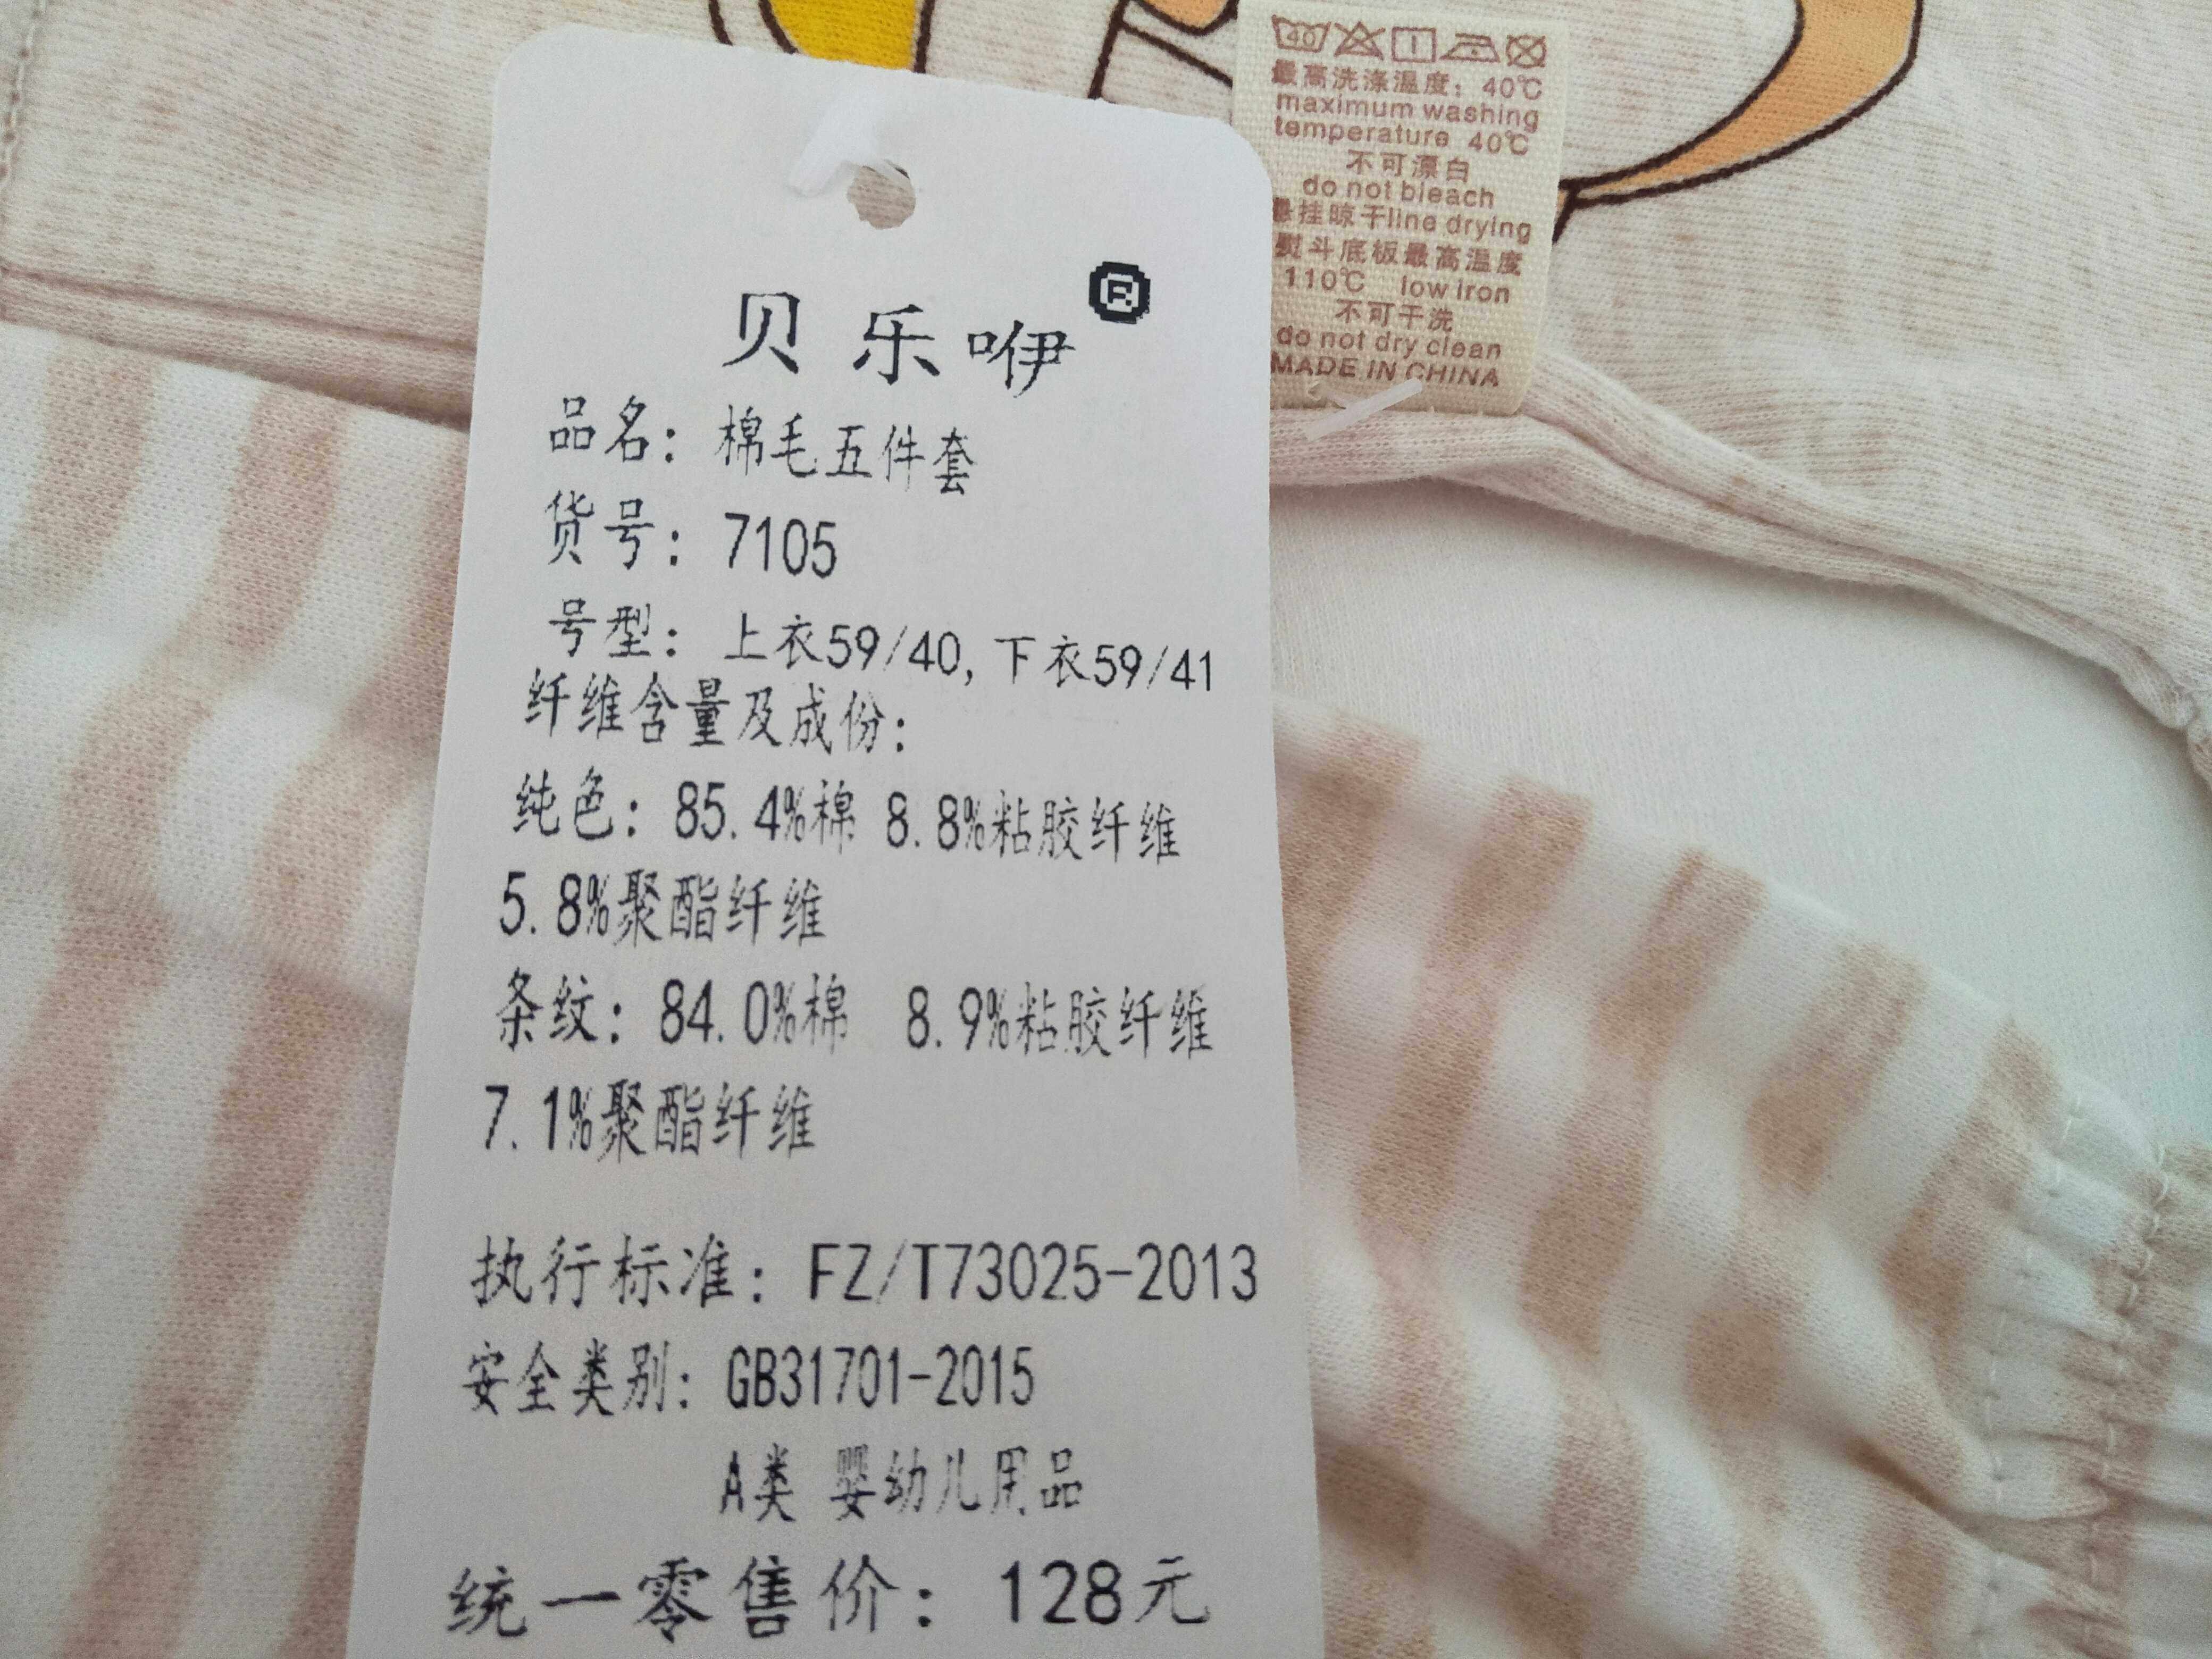 贝乐咿®
品名：棉毛五件套
货号：7105
号型：上衣59/40,下衣59/41
纤维含量及成份：
纯色：85.4%棉 8.8%粘胶纤维
5.8%聚酯纤维
条纹：84.0%棉 8.9%粘胶纤维
7.1%聚酯纤维
执行标准：FZ/T73025-2013
安全类别：GB31701-2015
A类 婴幼儿用品
统一零售价：128元
40
最高洗涤温度：40℃
maximum washing
temperature 40℃
不可漂白
do not bleach
悬挂晾干line drying
熨斗底板最高温度
110℃ low iron
不可干洗
do not dry clean
MADE IN CHINA